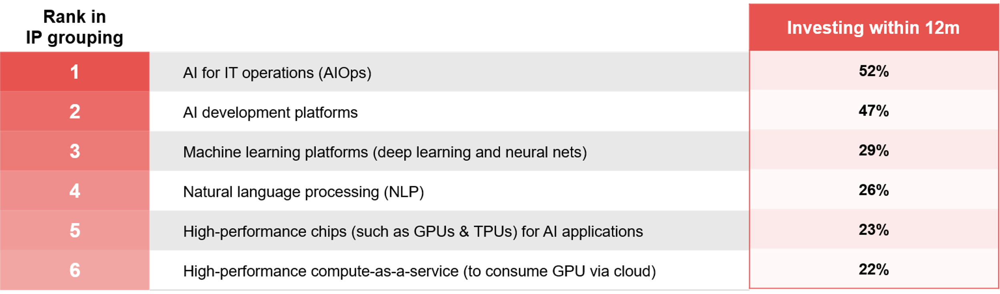 Rank in
IP grouping
Investing within 12m
1 AI for IT operations (AIOps) 52%
2 AI development platforms 47%
3 Machine learning platforms (deep learning and neural nets) 29%
4 Natural language processing (NLP) 26%
5 High-performance chips (such as GPUs & TPUs) for AI applications 23%
6 High-performance compute-as-a-service (to consume GPU via cloud) 22%